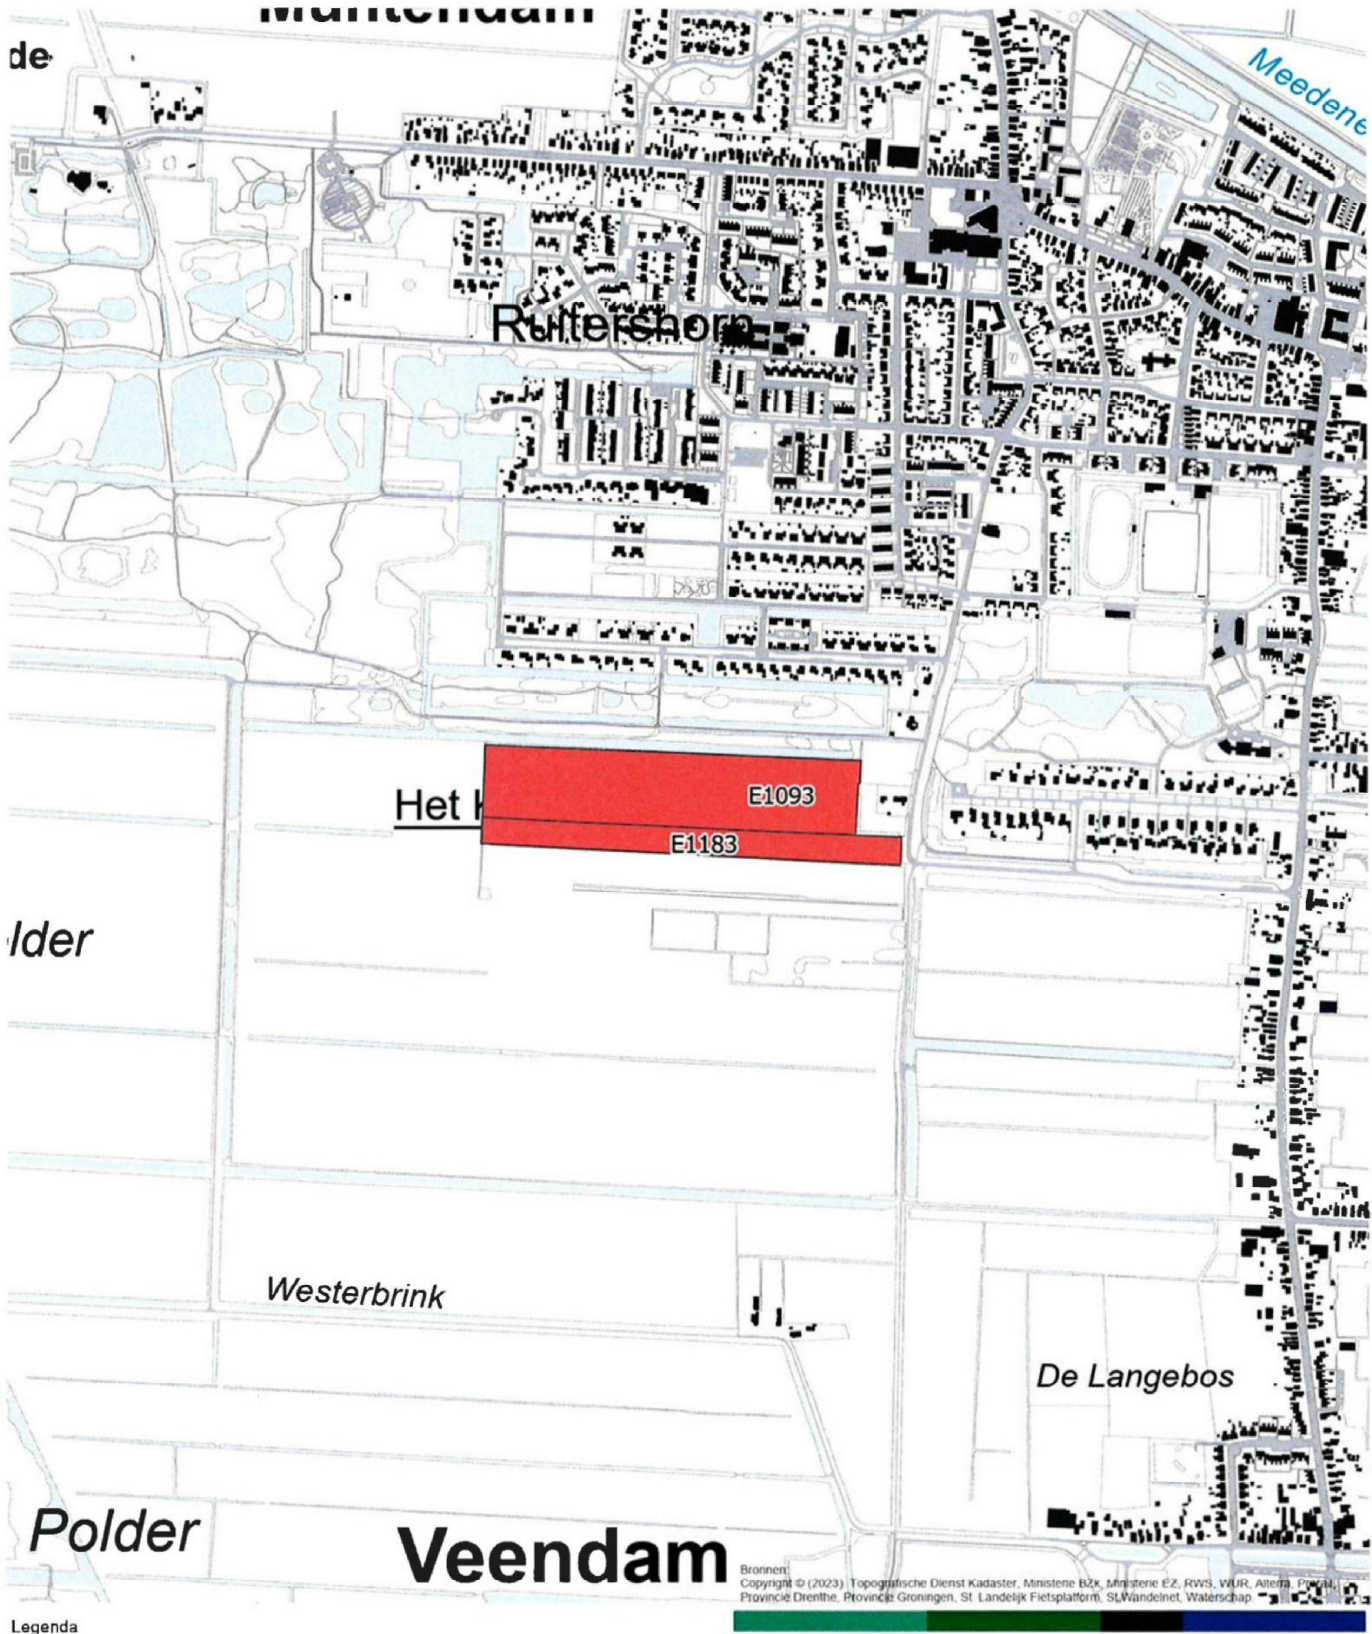 Muntendam
de
Meedene
Ruitershorn
Het
E1093
E1183
lder
Westerbrink
De Langebos
Polder
Veendam
Bronnen:
Copyright © (2023) Topografische Dienst Kadaster, Ministerie BZK, Ministerie EZ, RWS, WUR, Alterra,
Provincie Drenthe, Provincie Groningen, St. Landelijk Fietsplatform, St. Wandelnet, Waterschap
Legenda